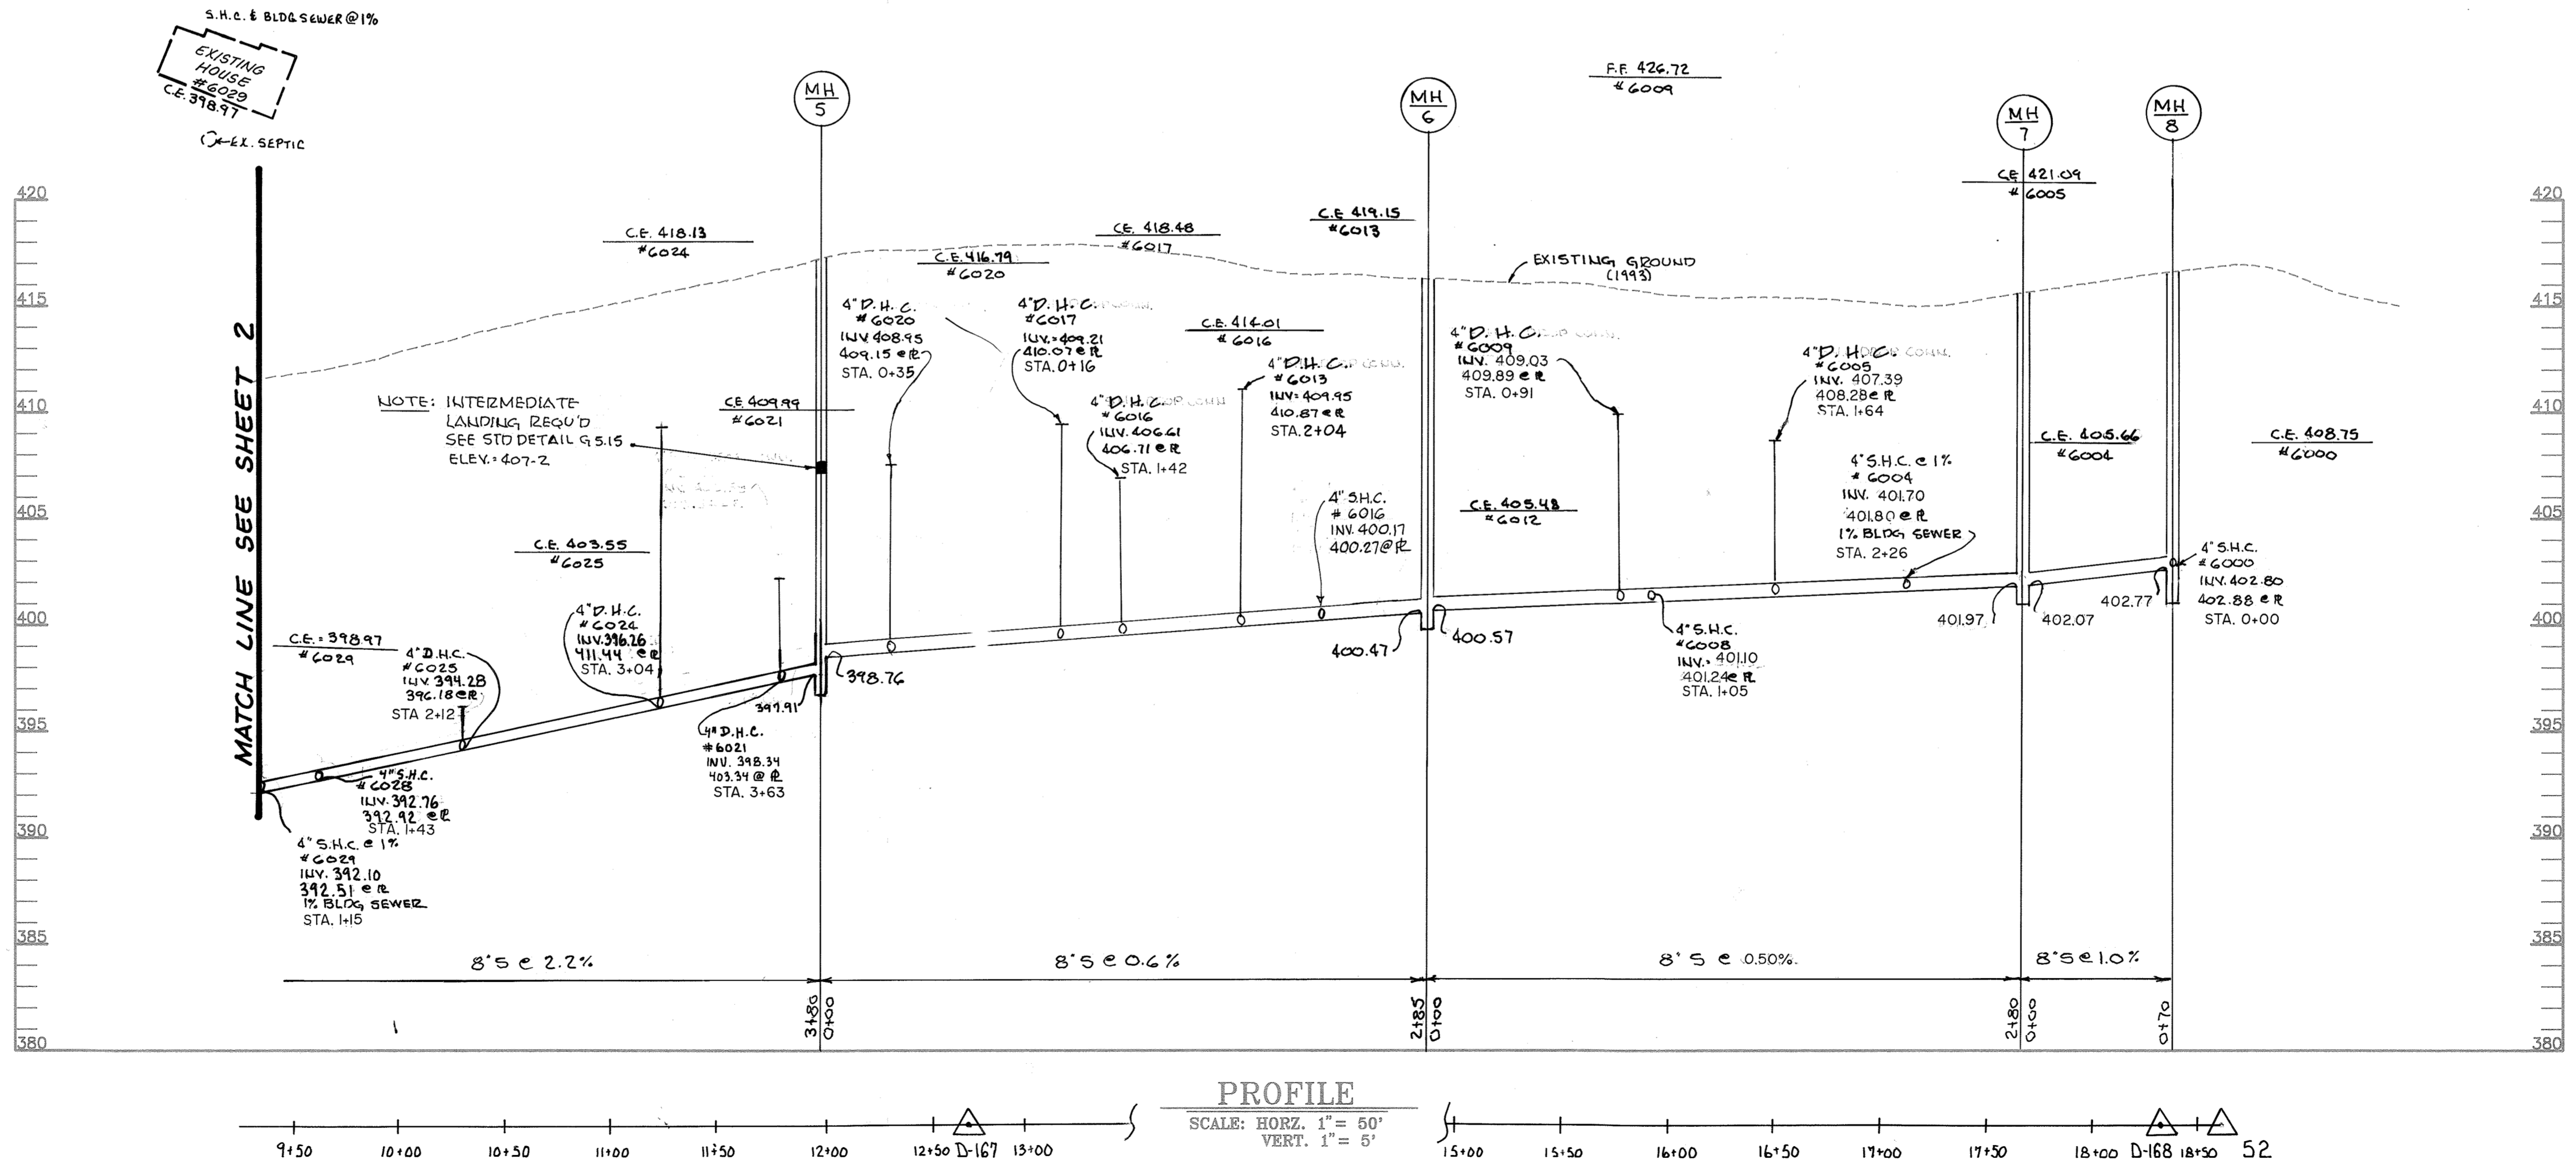 S.H.C. & BLDG SEWER @ 1%
EXISTING
HOUSE
#6029
C.E. 398.97
EX. SEPTIC
MATCH LINE SEE SHEET 2
MH
5
MH
6
MH
7
MH
8
F.F. 426.72
#6009
C.E. 421.09
#6005
C.E. 418.13
#6024
C.E. 416.79
#6020
C.E. 418.48
#6017
C.E. 419.15
#6013
EXISTING GROUND
(1993)
420
415
410
405
400
395
390
385
380
420
415
410
405
400
395
390
385
380
NOTE: INTERMEDIATE
LANDING REQU'D
SEE STD DETAIL G 5.15
ELEV.= 407-2
C.E. 409.99
#6021
C.E. 403.55
#6025
C.E. = 398.97
#6029
4" D.H.C.
#6025
INV. 394.28
396.18 @ PL
STA 2+12
4" D.H.C.
#6024
INV. 396.26
411.44 @ PL
STA. 3+04
4" S.H.C.
#6028
INV. 392.76
392.92 @ PL
STA. 1+43
4" S.H.C. @ 1%
#6029
INV. 392.10
392.51 @ PL
1% BLDG SEWER
STA. 1+15
4" D.H.C.
#6021
INV. 398.34
403.34 @ PL
STA. 3+63
397.91
398.76
4" D.H.C.
#6020
INV. 408.95
409.15 @ PL
STA. 0+35
4" D.H.C.
#6017
INV.= 409.21
410.07 @ PL
STA. 0+16
4" D.H.C.
#6016
INV. 406.61
406.71 @ PL
STA. 1+42
C.E. 414.01
#6016
4" D.H.C.
#6013
INV= 409.95
410.87 @ PL
STA. 2+04
4" S.H.C.
#6016
INV. 400.17
400.27 @ PL
400.47
400.57
C.E. 405.48
#6012
4" D.H.C.
#6009
INV. 409.03
409.89 @ PL
STA. 0+91
4" S.H.C.
#6008
INV.= 401.10
401.24 @ PL
STA. 1+05
4" D.H.C.
#6005
INV. 407.39
408.28 @ PL
STA. 1+64
4" S.H.C. @ 1%
#6004
INV. 401.70
401.80 @ PL
1% BLDG SEWER
STA. 2+26
401.97
402.07
C.E. 405.66
#6004
402.77
C.E. 408.75
#6000
4" S.H.C.
#6000
INV. 402.80
402.88 @ PL
STA. 0+00
8" S @ 2.2%
8" S @ 0.6%
8" S @ 0.50%
8" S @ 1.0%
3+80
0+00
2+85
0+00
2+80
0+00
0+70
PROFILE
SCALE: HORZ. 1" = 50'
VERT. 1" = 5'
9+50 10+00 10+50 11+00 11+50 12+00 12+50 D-167 13+00 15+00 15+50 16+00 16+50 17+00 17+50 18+00 D-168 18+50 52